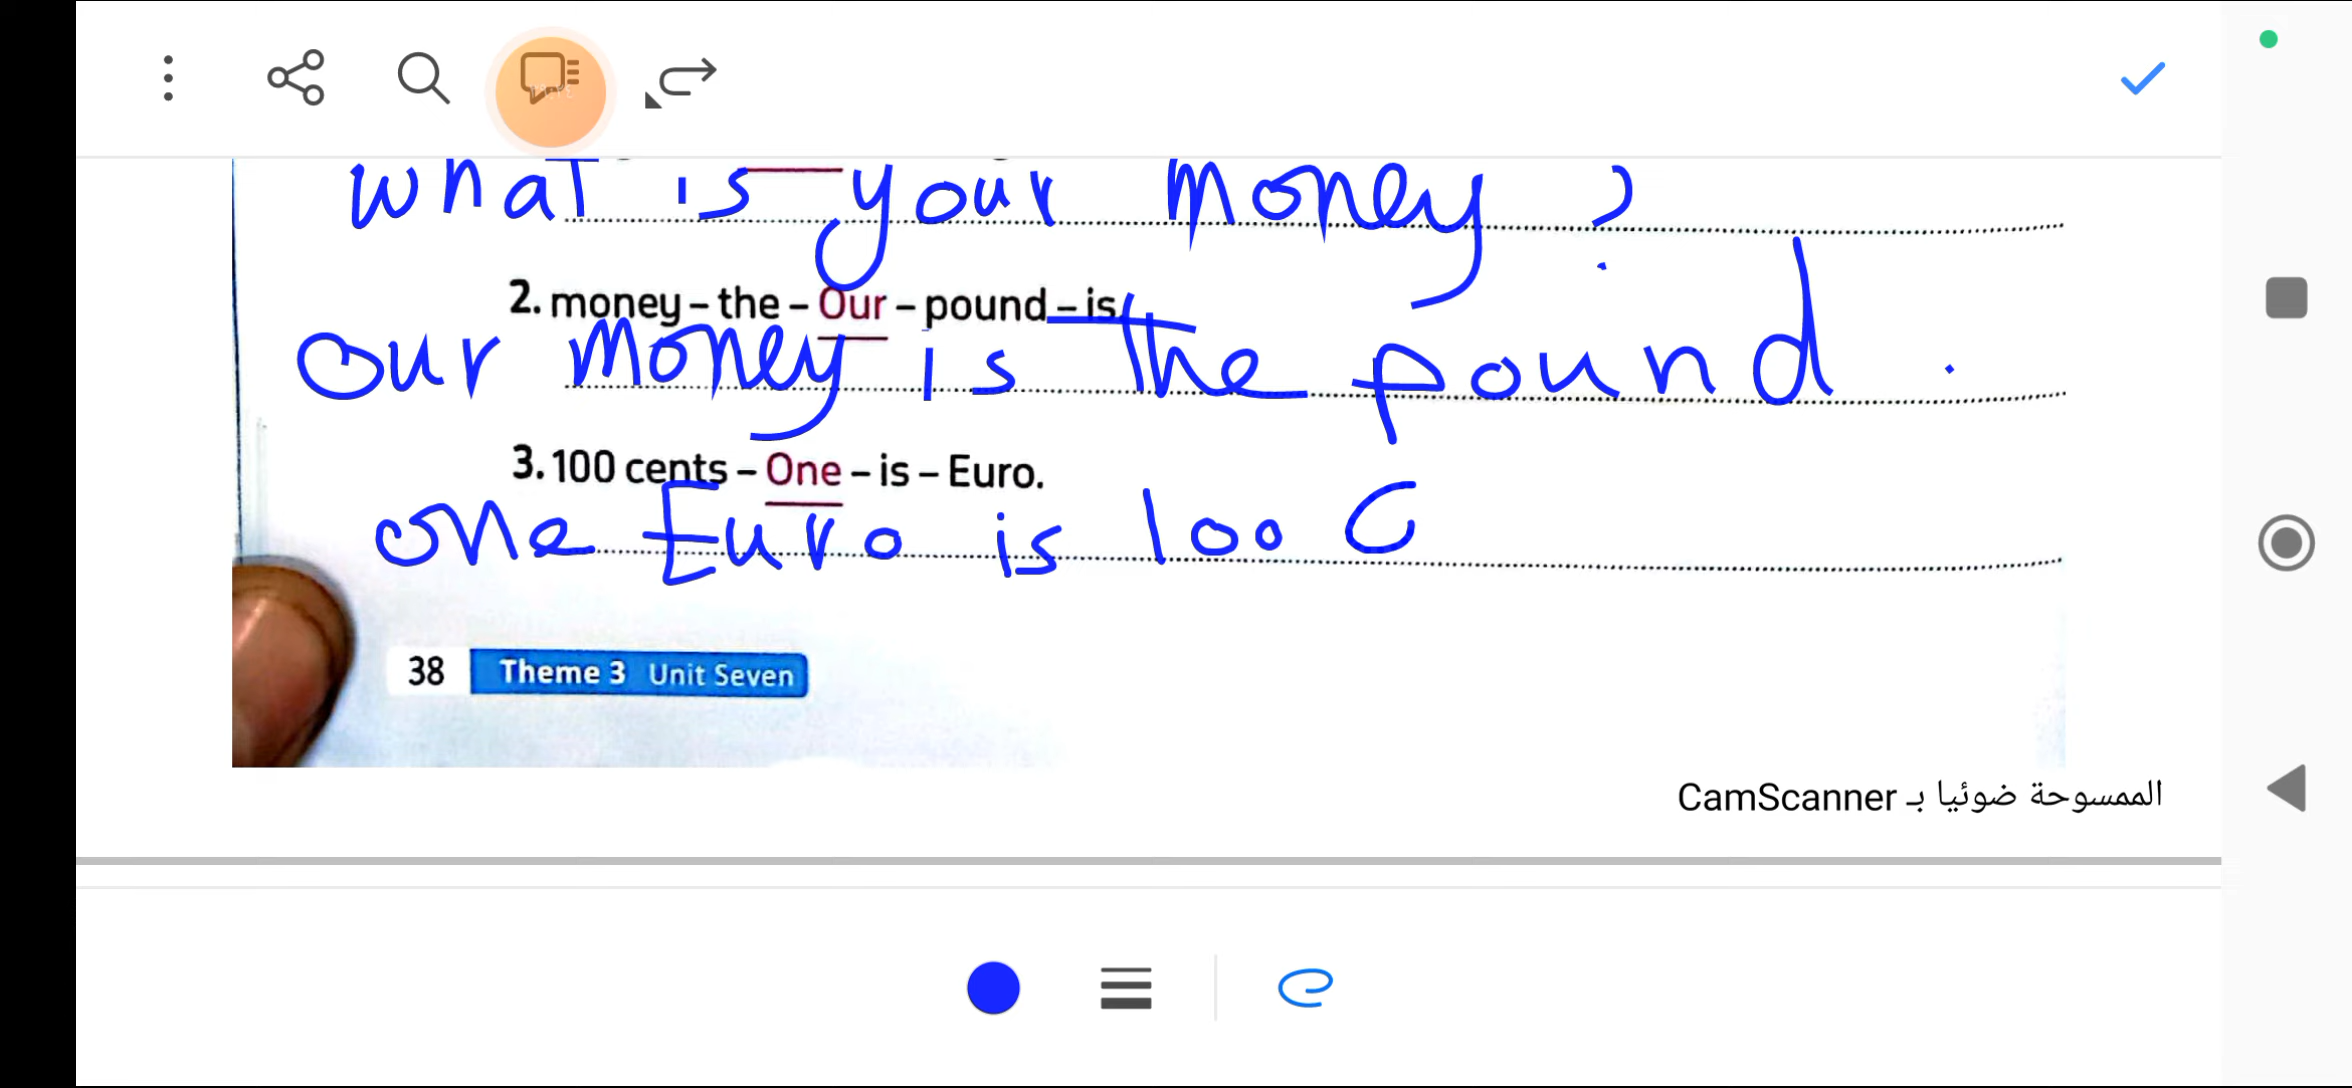 what is your money ?
2. money – the – Our – pound – is.
our money is the pound .
3. 100 cents – One – is – Euro.
one Euro is 100 C
38 Theme 3 Unit Seven
الممسوحة ضوئيا بـ CamScanner